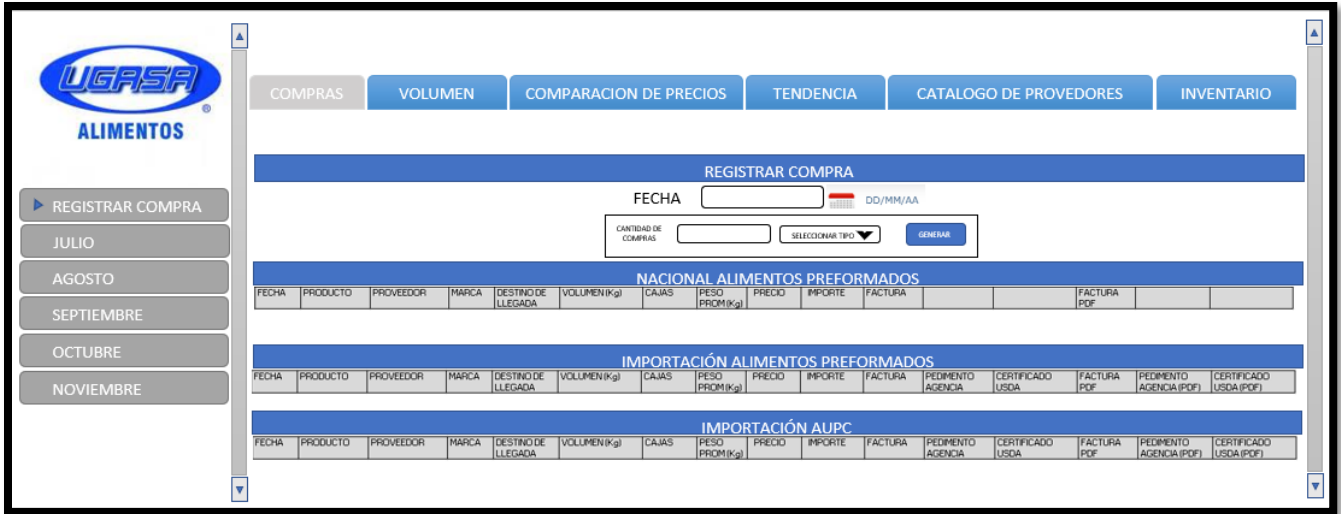 UGASA
®
ALIMENTOS
COMPRAS VOLUMEN COMPARACION DE PRECIOS TENDENCIA CATALOGO DE PROVEDORES INVENTARIO
REGISTRAR COMPRA
JULIO
AGOSTO
SEPTIEMBRE
OCTUBRE
NOVIEMBRE
REGISTRAR COMPRA
FECHA DD/MM/AA
CANTIDAD DE
COMPRAS
SELECCIONAR TIPO
GENERAR
NACIONAL ALIMENTOS PREFORMADOS
FECHA PRODUCTO PROVEEDOR MARCA DESTINO DE VOLUMEN (Kg) CAJAS PESO PRECIO IMPORTE FACTURA FACTURA
LLEGADA PROM (Kg) PDF
IMPORTACIÓN ALIMENTOS PREFORMADOS
FECHA PRODUCTO PROVEEDOR MARCA DESTINO DE VOLUMEN (Kg) CAJAS PESO PRECIO IMPORTE FACTURA PEDIMENTO CERTIFICADO FACTURA PEDIMENTO CERTIFICADO
LLEGADA PROM (Kg) AGENCIA USDA PDF AGENCIA (PDF) USDA (PDF)
IMPORTACIÓN AUPC
FECHA PRODUCTO PROVEEDOR MARCA DESTINO DE VOLUMEN (Kg) CAJAS PESO PRECIO IMPORTE FACTURA PEDIMENTO CERTIFICADO FACTURA PEDIMENTO CERTIFICADO
LLEGADA PROM (Kg) AGENCIA USDA PDF AGENCIA (PDF) USDA (PDF)